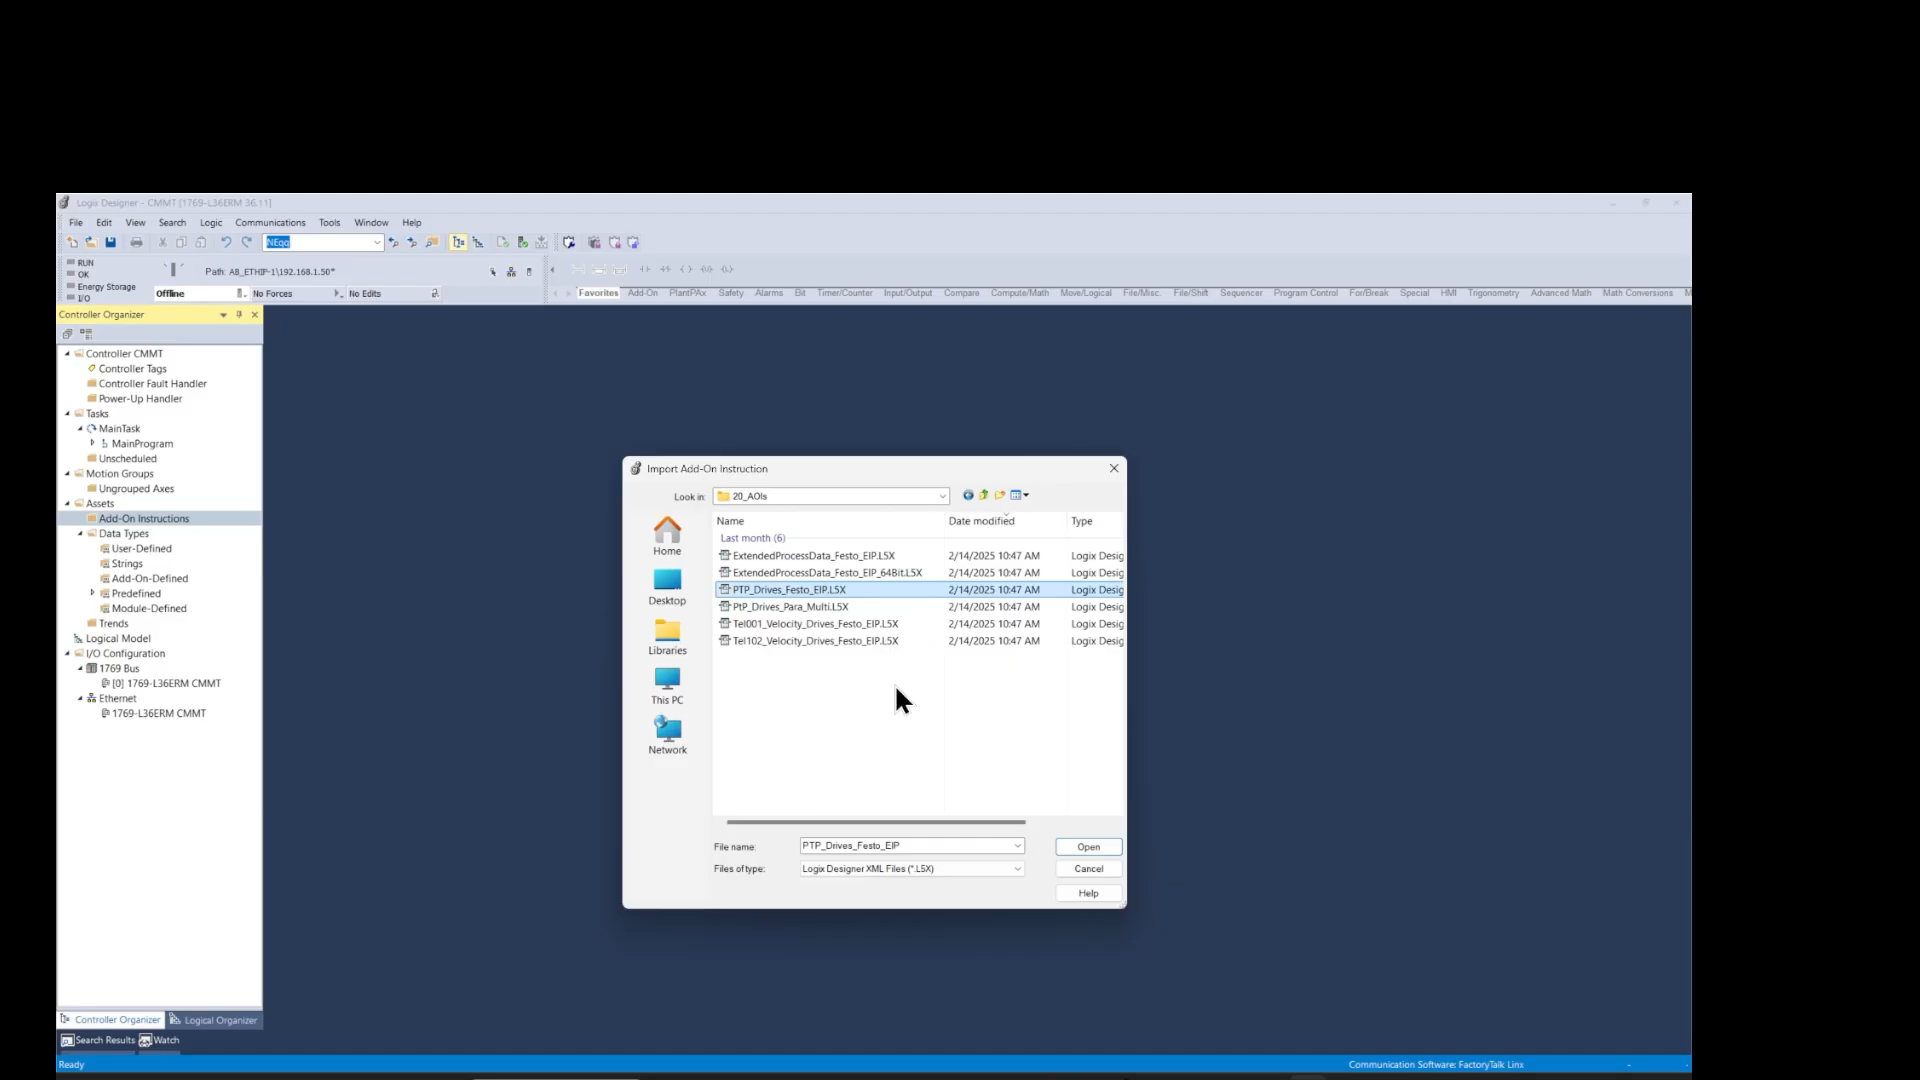 Logix Designer - CMMT [1769-L36ERM 36.11]
File Edit View Search Logic Communications Tools Window Help
NEqq
RUN
OK
Energy Storage
I/O
Path: AB_ETHIP-1\192.168.1.50*
Offline No Forces No Edits
Favorites Add-On PlantPAx Safety Alarms Bit Timer/Counter Input/Output Compare Compute/Math Move/Logical File/Misc. File/Shift Sequencer Program Control For/Break Special HMI Trigonometry Advanced Math Math Conversions
Controller Organizer
Controller CMMT
Controller Tags
Controller Fault Handler
Power-Up Handler
Tasks
MainTask
MainProgram
Unscheduled
Motion Groups
Ungrouped Axes
Assets
Add-On Instructions
Data Types
User-Defined
Strings
Add-On-Defined
Predefined
Module-Defined
Trends
Logical Model
I/O Configuration
1769 Bus
[0] 1769-L36ERM CMMT
Ethernet
1769-L36ERM CMMT
Controller Organizer Logical Organizer
Search Results Watch
Ready
Communication Software: FactoryTalk Linx
Import Add-On Instruction
Look in: 20_AOIs
Home
Desktop
Libraries
This PC
Network
Name Date modified Type
Last month (6)
ExtendedProcessData_Festo_EIP.L5X 2/14/2025 10:47 AM Logix Desig
ExtendedProcessData_Festo_EIP_64Bit.L5X 2/14/2025 10:47 AM Logix Desig
PTP_Drives_Festo_EIP.L5X 2/14/2025 10:47 AM Logix Desig
PtP_Drives_Para_Multi.L5X 2/14/2025 10:47 AM Logix Desig
Tel001_Velocity_Drives_Festo_EIP.L5X 2/14/2025 10:47 AM Logix Desig
Tel102_Velocity_Drives_Festo_EIP.L5X 2/14/2025 10:47 AM Logix Desig
File name: PTP_Drives_Festo_EIP Open
Files of type: Logix Designer XML Files (*.L5X) Cancel
Help